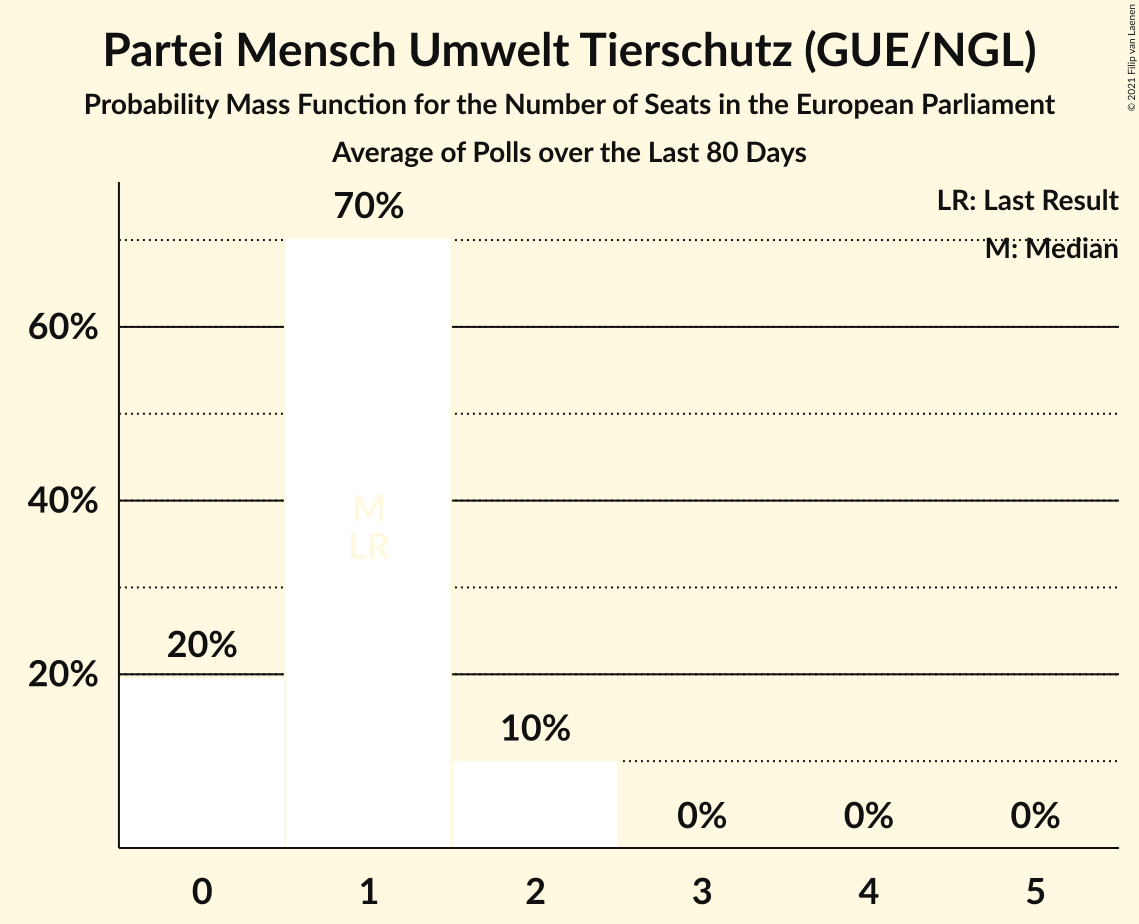 Partei Mensch Umwelt Tierschutz (GUE/NGL)
Probability Mass Function for the Number of Seats in the European Parliament
Average of Polls over the Last 80 Days
© 2021 Filip van Laenen
LR: Last Result
M: Median
70%
60%
40%
M
LR
20%
20%
10%
0% 0% 0%
0 1 2 3 4 5